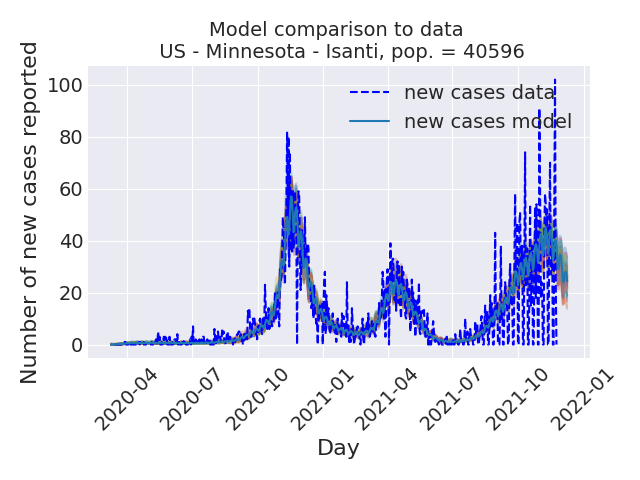 Model comparison to data
US - Minnesota - Isanti, pop. = 40596
Number of new cases reported
100
80
60
40
20
0
new cases data
new cases model
2020-04
2020-07
2020-10
2021-01
2021-04
2021-07
2021-10
2022-01
Day